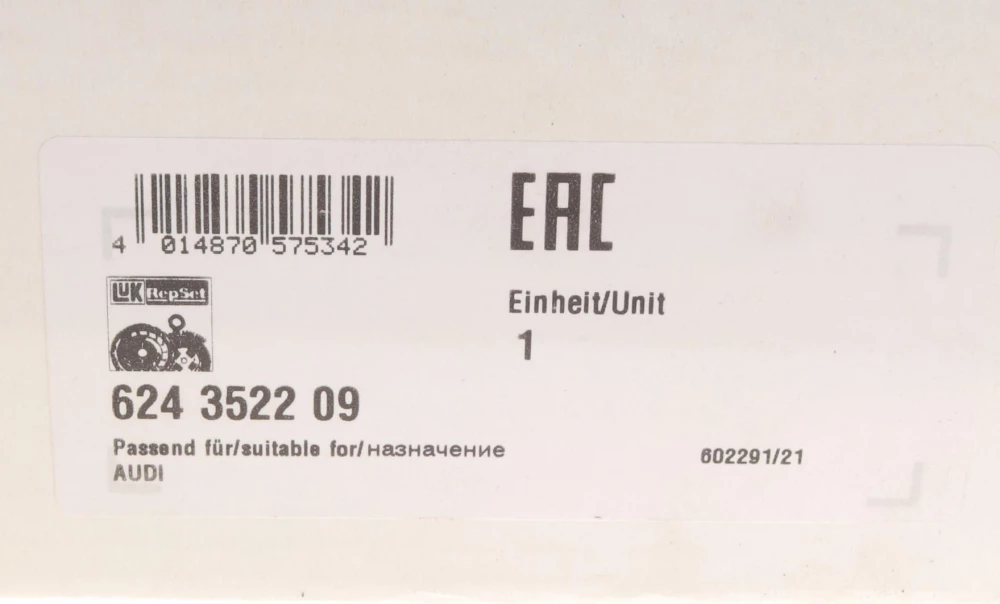 4 014870 575342
EAC
LUK RepSet
Einheit/Unit
1
624 3522 09
Passend für/suitable for/назначение
AUDI
602291/21